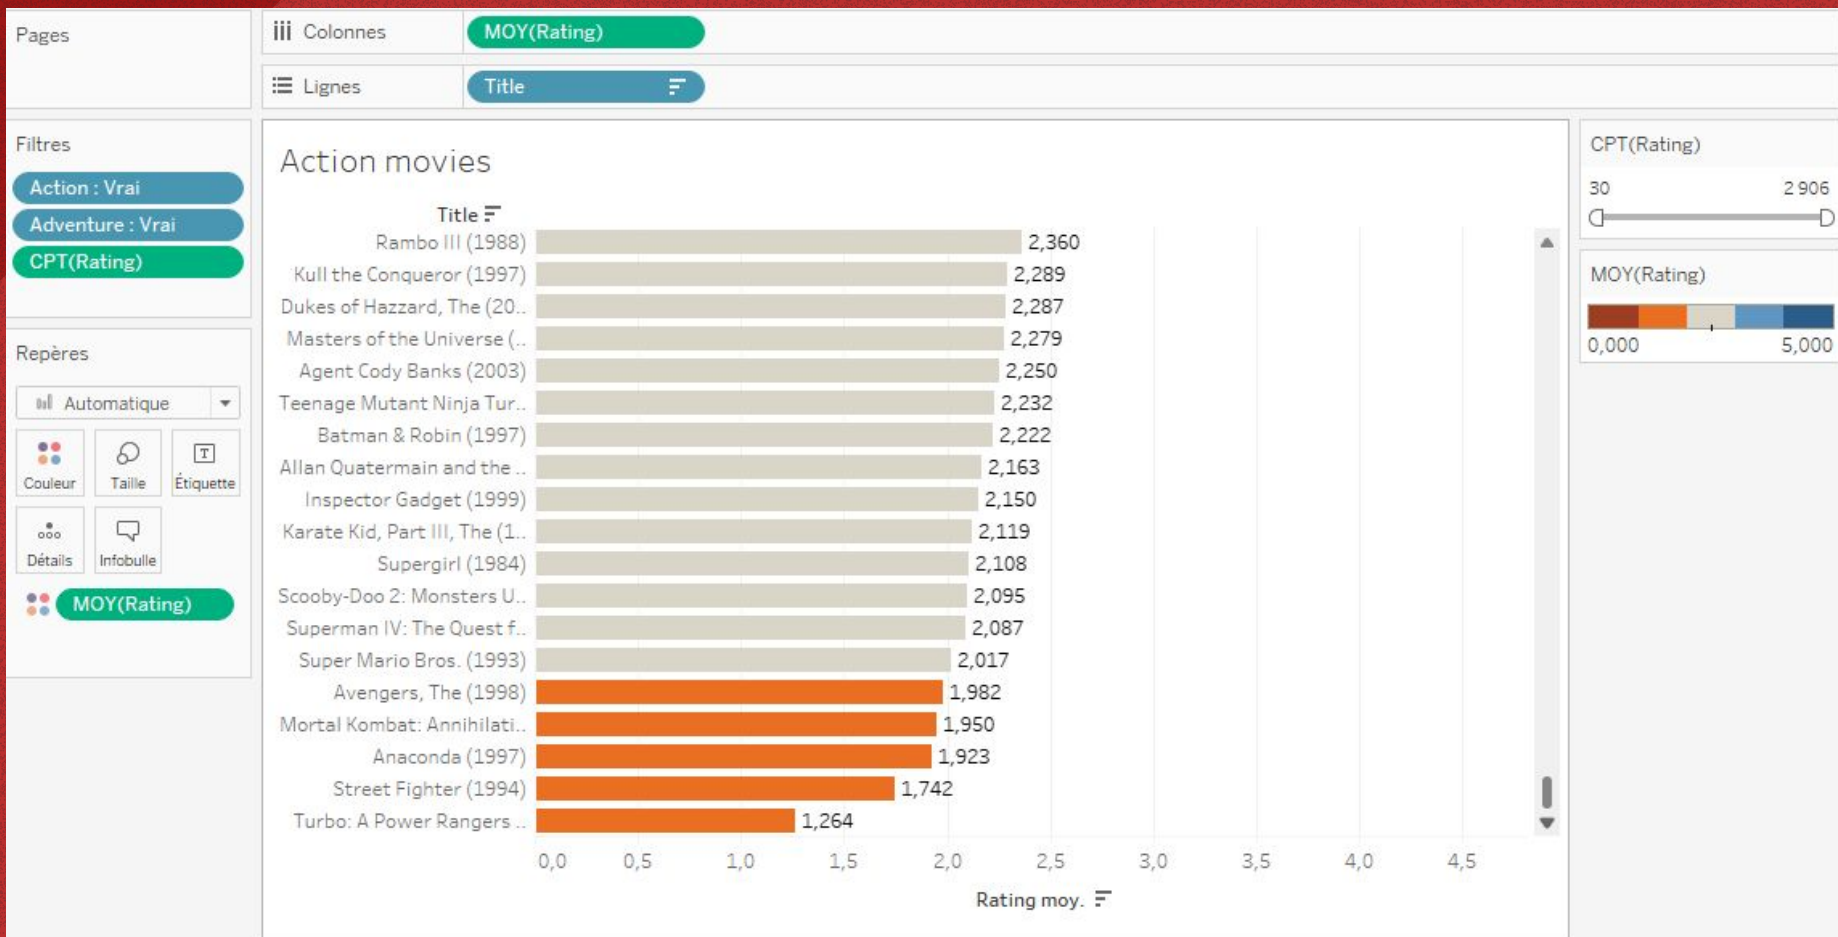 Pages
Colonnes
MOY(Rating)
Lignes
Title
Filtres
Action : Vrai
Adventure : Vrai
CPT(Rating)
Repères
Automatique
Couleur
Taille
T
Étiquette
Détails
Infobulle
MOY(Rating)
Action movies
Title
Rambo III (1988) 2,360
Kull the Conqueror (1997) 2,289
Dukes of Hazzard, The (20.. 2,287
Masters of the Universe (.. 2,279
Agent Cody Banks (2003) 2,250
Teenage Mutant Ninja Tur.. 2,232
Batman & Robin (1997) 2,222
Allan Quatermain and the .. 2,163
Inspector Gadget (1999) 2,150
Karate Kid, Part III, The (1.. 2,119
Supergirl (1984) 2,108
Scooby-Doo 2: Monsters U.. 2,095
Superman IV: The Quest f.. 2,087
Super Mario Bros. (1993) 2,017
Avengers, The (1998) 1,982
Mortal Kombat: Annihilati.. 1,950
Anaconda (1997) 1,923
Street Fighter (1994) 1,742
Turbo: A Power Rangers .. 1,264
0,0 0,5 1,0 1,5 2,0 2,5 3,0 3,5 4,0 4,5
Rating moy.
CPT(Rating)
30 2 906
MOY(Rating)
0,000 5,000